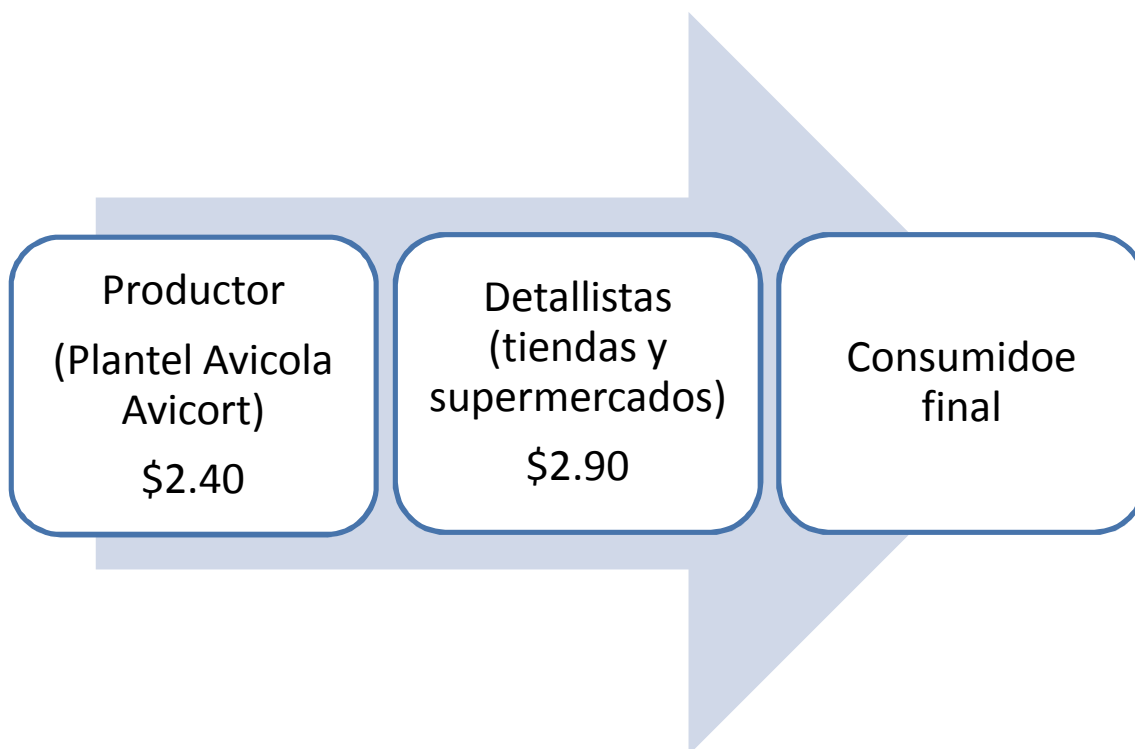 Productor
(Plantel Avicola
Avicort)
$2.40
Detallistas
(tiendas y
supermercados)
$2.90
Consumidoe
final